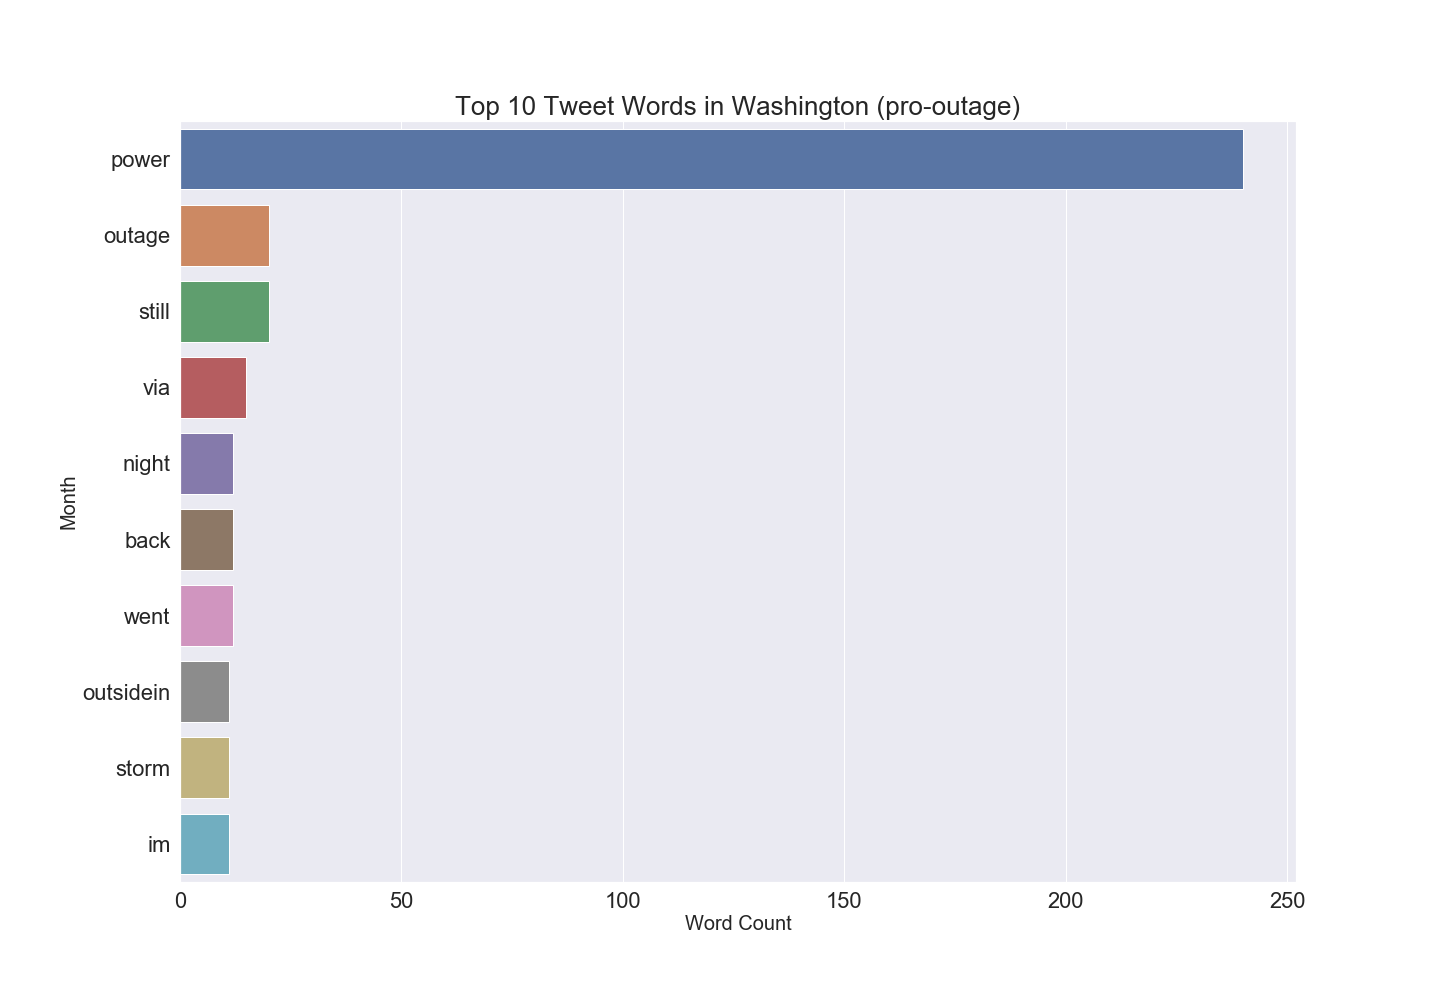 Top 10 Tweet Words in Washington (pro-outage)
power
outage
still
via
night
back
went
outsidein
storm
im
Month
0 50 100 150 200 250
Word Count